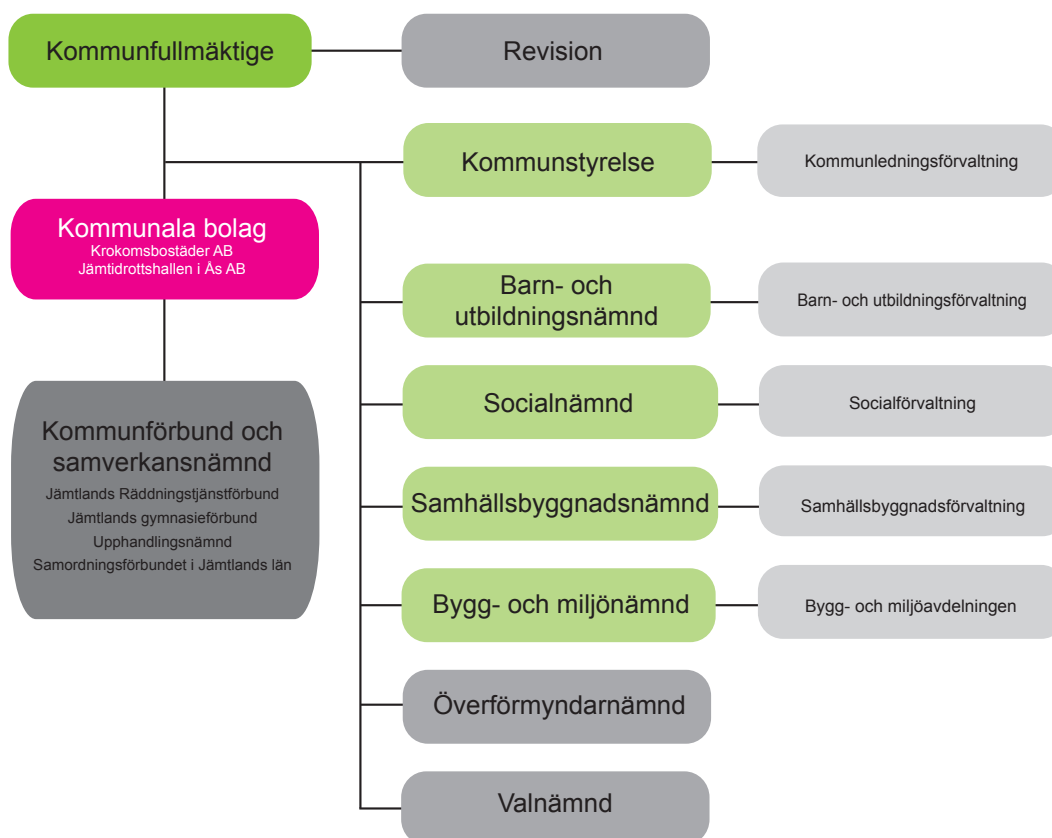 Kommunfullmäktige
Revision
Kommunstyrelse
Kommunledningsförvaltning
Kommunala bolag
Krokomsbostäder AB
Jämtidrottshallen i Ås AB
Barn- och
utbildningsnämnd
Barn- och utbildningsförvaltning
Socialnämnd
Socialförvaltning
Kommunförbund och
samverkansnämnd
Jämtlands Räddningstjänstförbund
Jämtlands gymnasieförbund
Upphandlingsnämnd
Samordningsförbundet i Jämtlands län
Samhällsbyggnadsnämnd
Samhällsbyggnadsförvaltning
Bygg- och miljönämnd
Bygg- och miljöavdelningen
Överförmyndarnämnd
Valnämnd